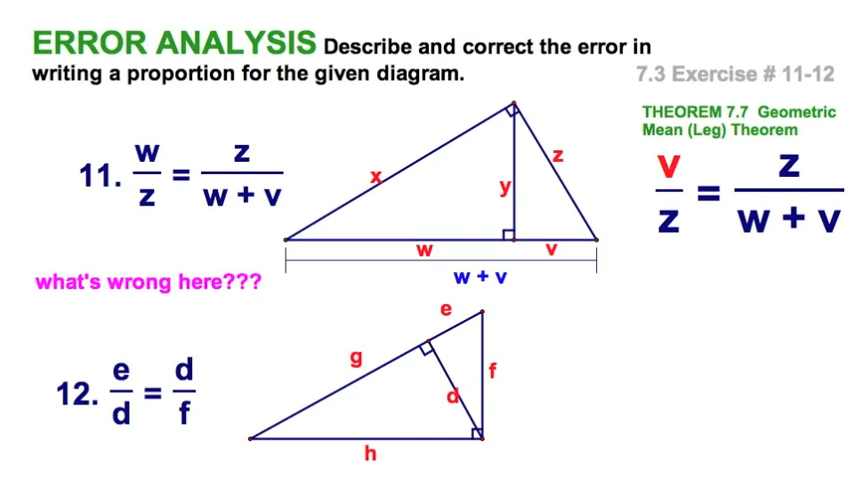 ERROR ANALYSIS Describe and correct the error in
writing a proportion for the given diagram.
7.3 Exercise # 11-12
THEOREM 7.7 Geometric
Mean (Leg) Theorem
11. w/z = z/(w + v)
x
y
z
w
v
w + v
v/z = z/(w + v)
what's wrong here???
12. e/d = d/f
e
g
f
d
h